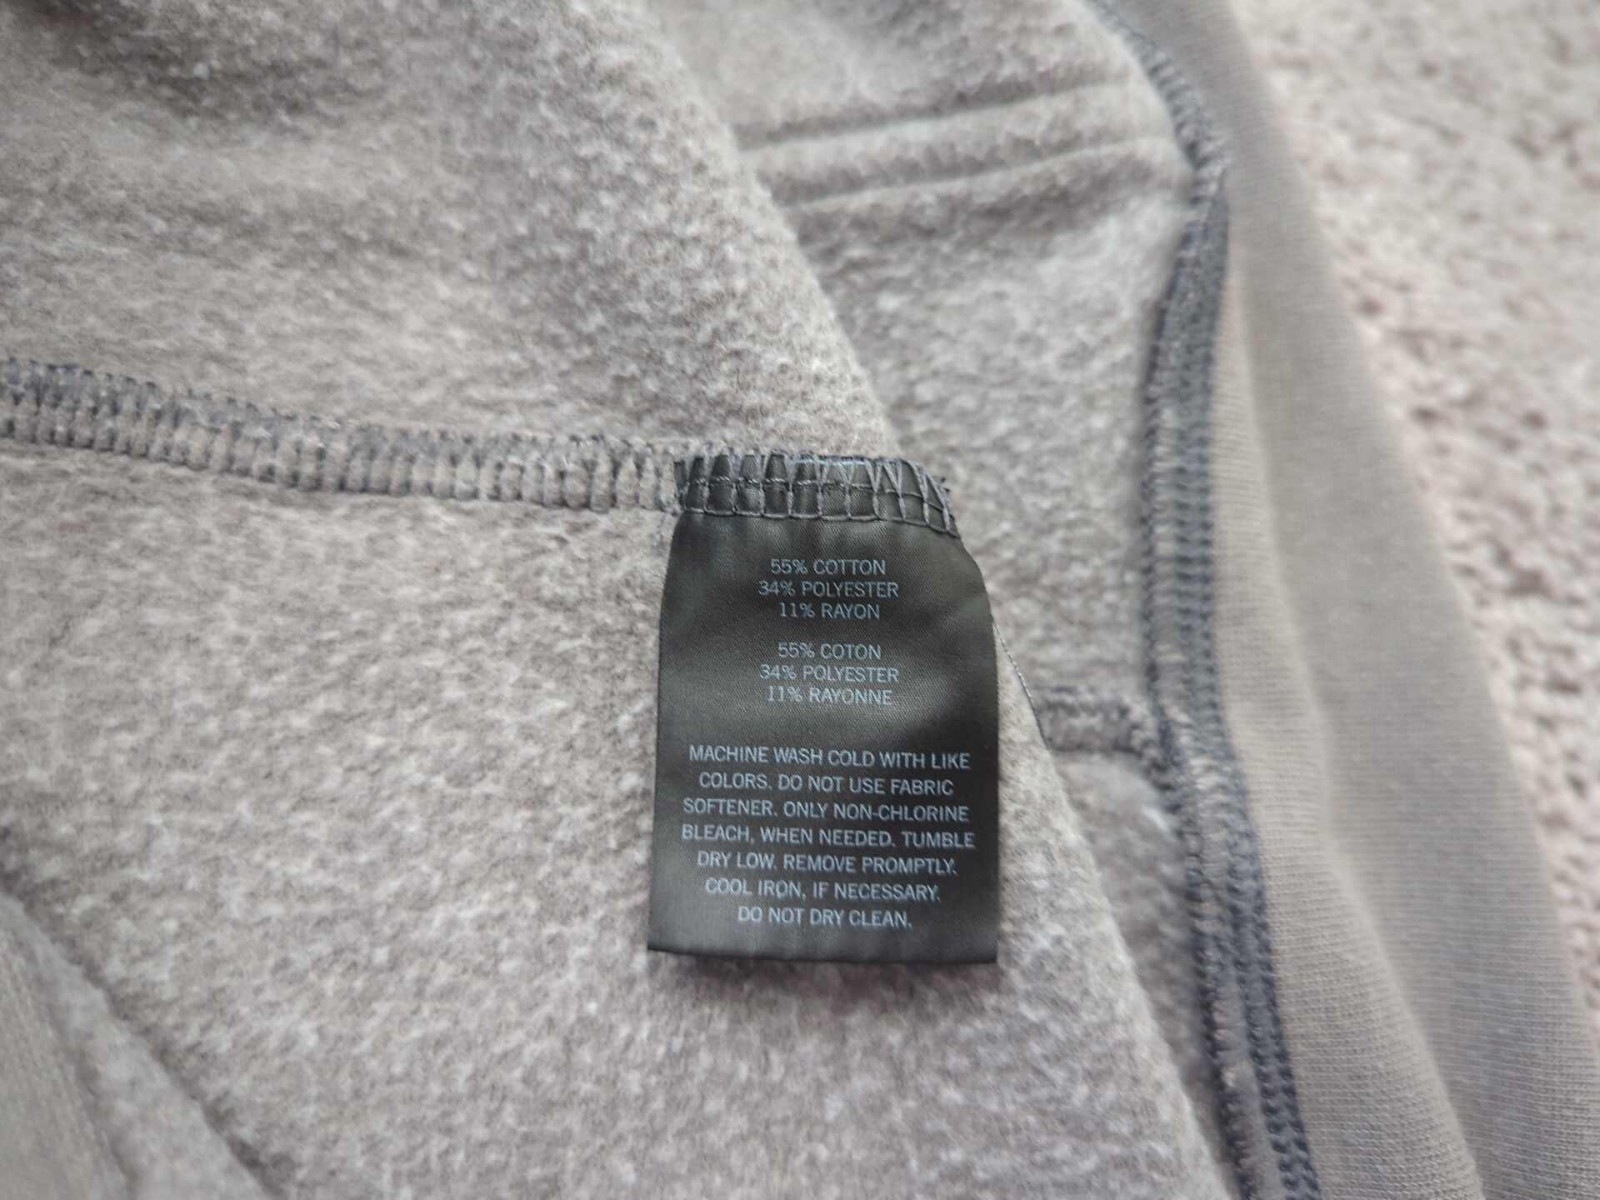 55% COTTON
34% POLYESTER
11% RAYON
55% COTON
34% POLYESTER
11% RAYONNE
MACHINE WASH COLD WITH LIKE
COLORS. DO NOT USE FABRIC
SOFTENER. ONLY NON-CHLORINE
BLEACH, WHEN NEEDED. TUMBLE
DRY LOW. REMOVE PROMPTLY.
COOL IRON, IF NECESSARY.
DO NOT DRY CLEAN.